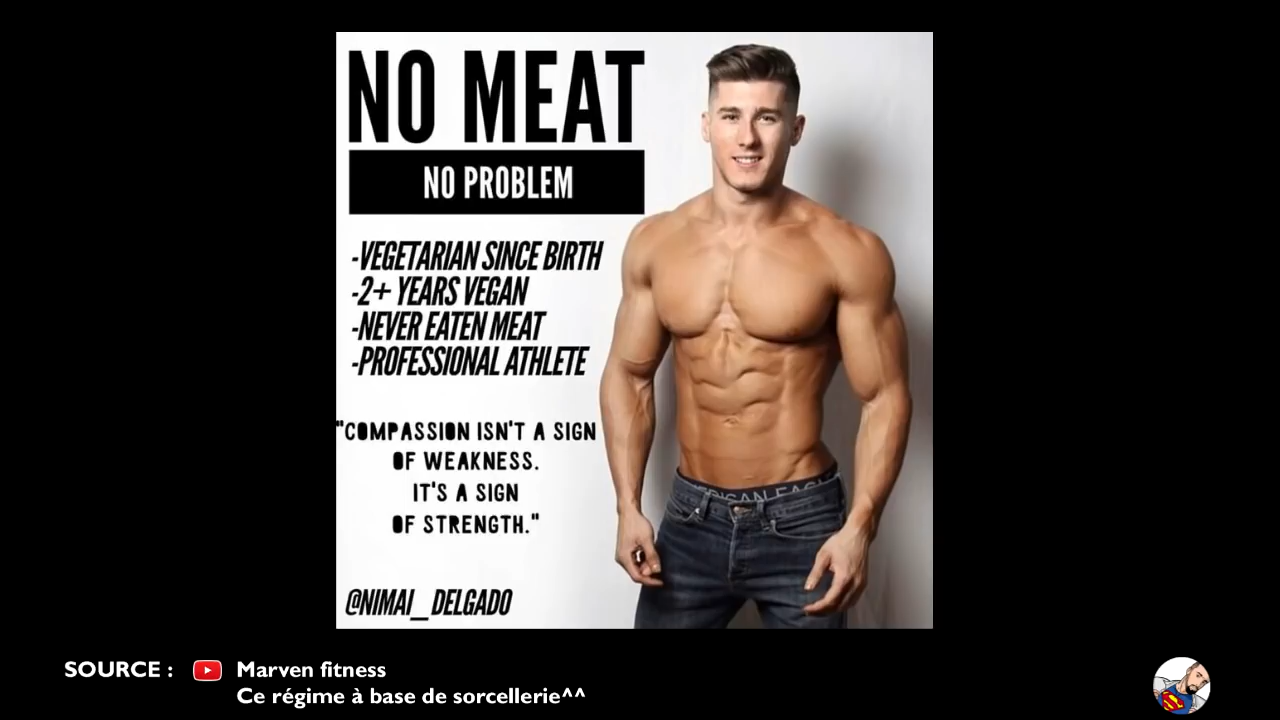 NO MEAT
NO PROBLEM
-VEGETARIAN SINCE BIRTH
-2+ YEARS VEGAN
-NEVER EATEN MEAT
-PROFESSIONAL ATHLETE
"COMPASSION ISN'T A SIGN
OF WEAKNESS.
IT'S A SIGN
OF STRENGTH."
@NIMAI_DELGADO
SOURCE : Marven fitness
Ce régime à base de sorcellerie^^